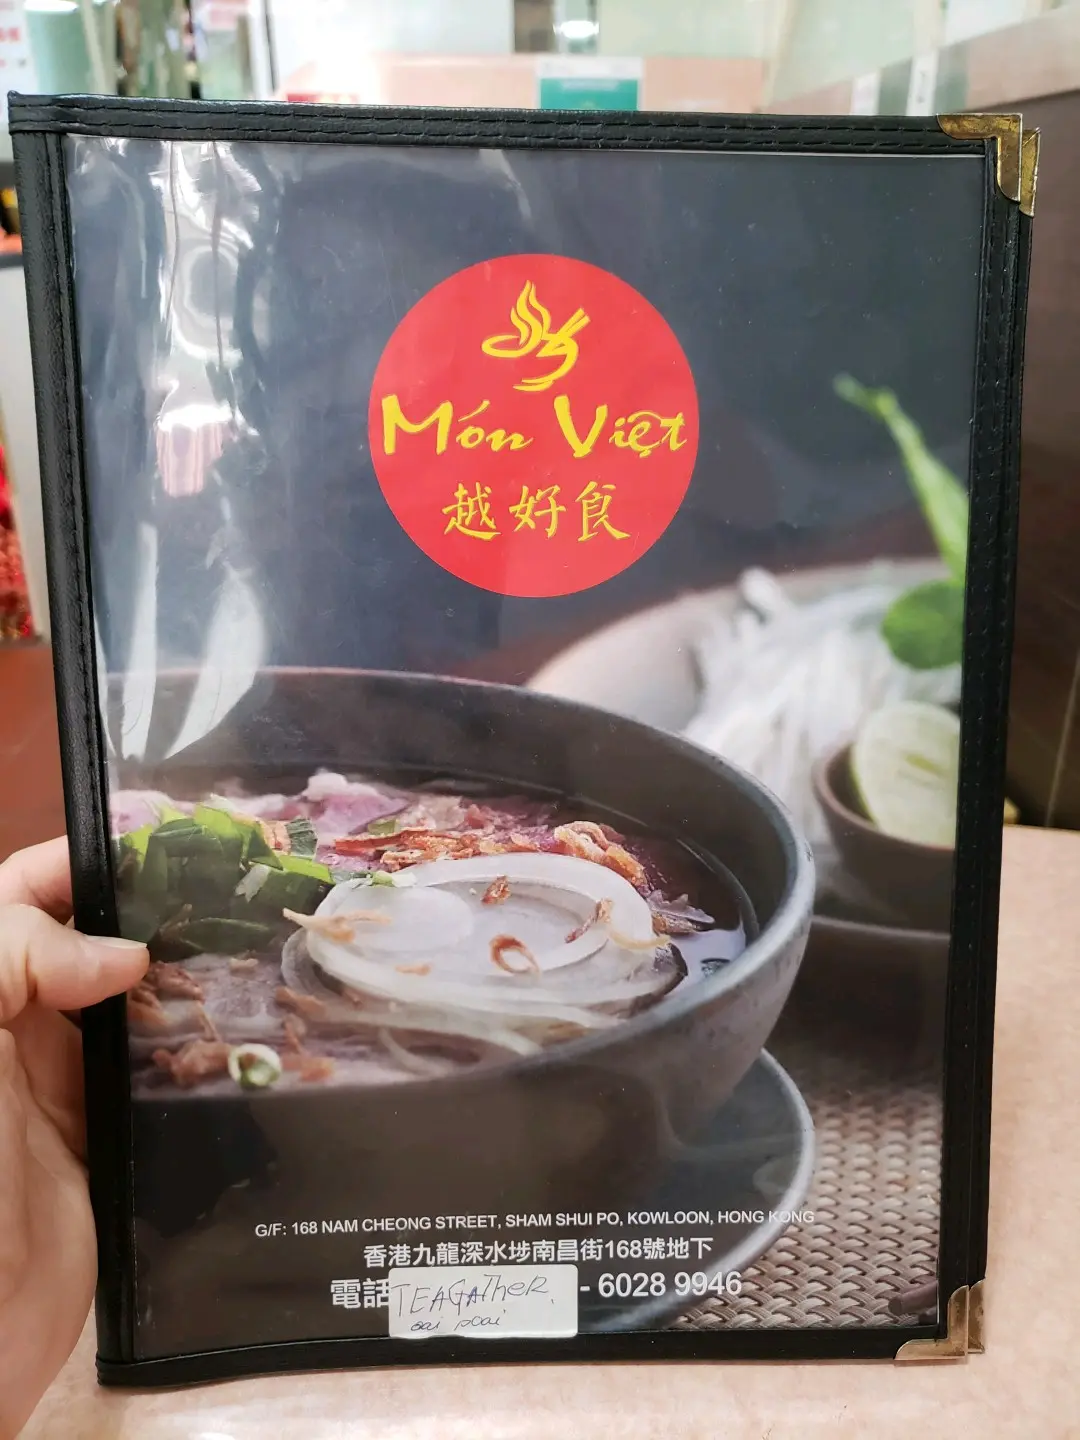 Món Việt
越好食
G/F: 168 NAM CHEONG STREET, SHAM SHUI PO, KOWLOON, HONG KONG
香港九龍深水埗南昌街168號地下
電話 - 6028 9946
TEAGATHER